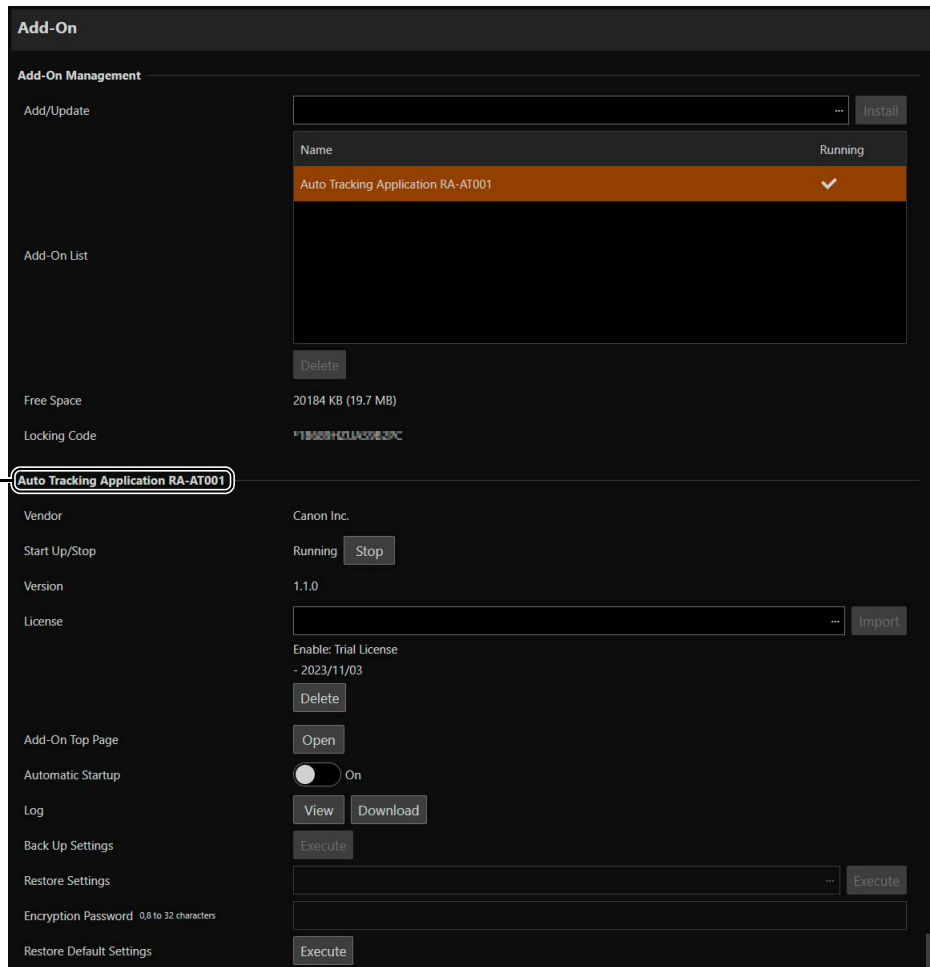 Add-On
Add-On Management
Add/Update ... Install
Name Running
Auto Tracking Application RA-AT001
Add-On List
Delete
Free Space 20184 KB (19.7 MB)
Locking Code
Auto Tracking Application RA-AT001
Vendor Canon Inc.
Start Up/Stop Running Stop
Version 1.1.0
License ... Import
Enable: Trial License
- 2023/11/03
Delete
Add-On Top Page Open
Automatic Startup On
Log View Download
Back Up Settings Execute
Restore Settings ... Execute
Encryption Password 0,8 to 32 characters
Restore Default Settings Execute